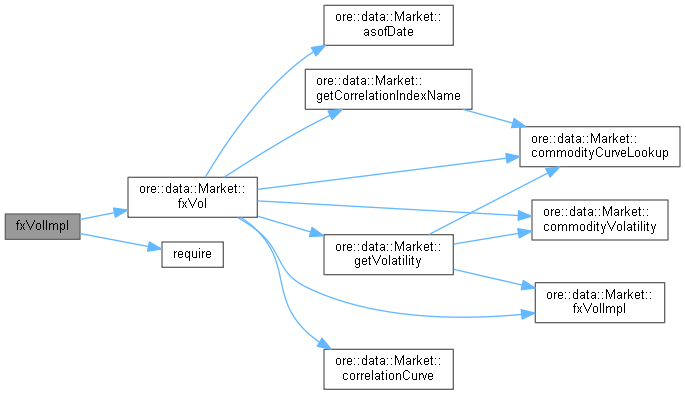 fxVolImpl
ore::data::Market::
fxVol
require
ore::data::Market::
asofDate
ore::data::Market::
getCorrelationIndexName
ore::data::Market::
getVolatility
ore::data::Market::
correlationCurve
ore::data::Market::
commodityCurveLookup
ore::data::Market::
commodityVolatility
ore::data::Market::
fxVolImpl